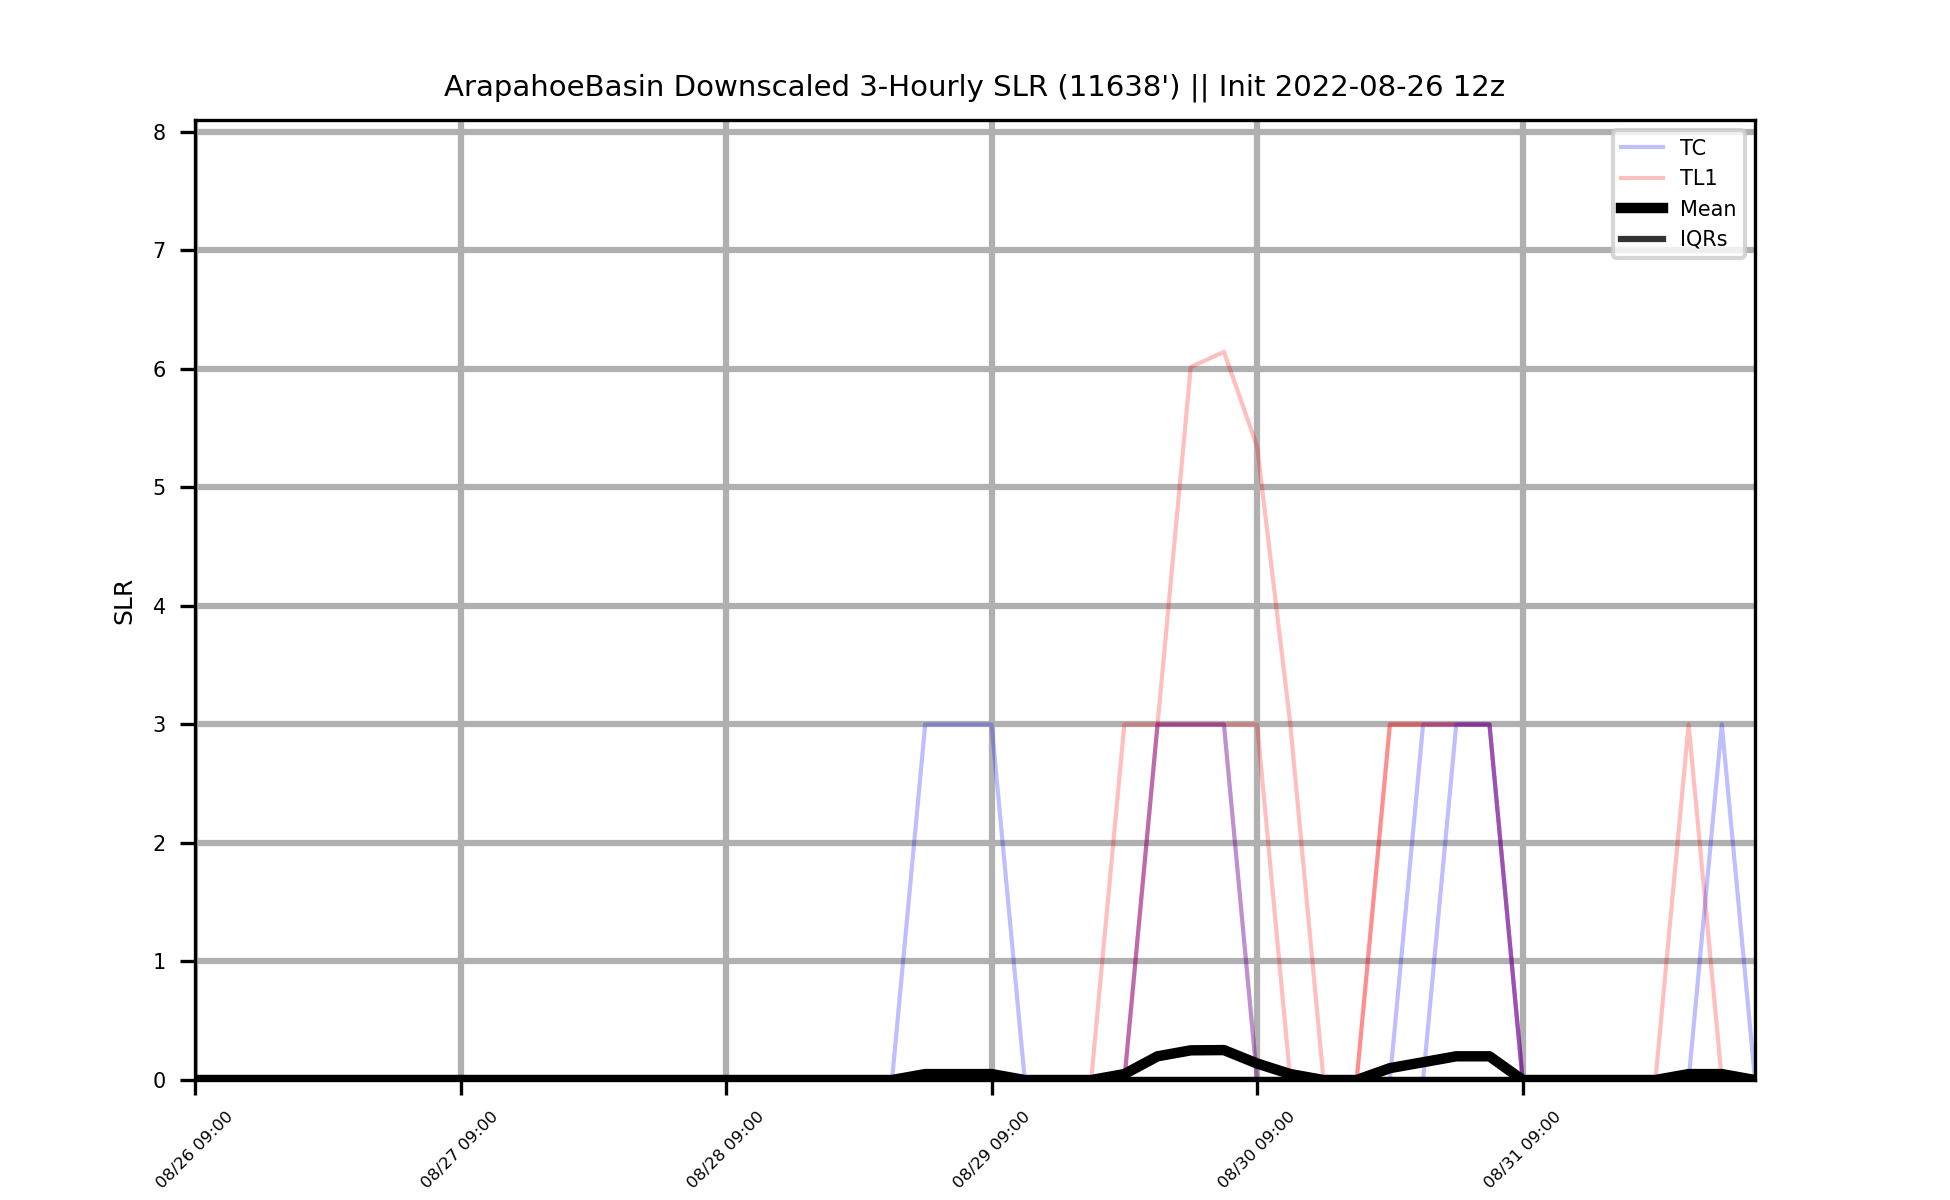 ArapahoeBasin Downscaled 3-Hourly SLR (11638') || Init 2022-08-26 12z
TC
TL1
Mean
IQRs
SLR
8
7
6
5
4
3
2
1
0
08/26 09:00
08/27 09:00
08/28 09:00
08/29 09:00
08/30 09:00
08/31 09:00